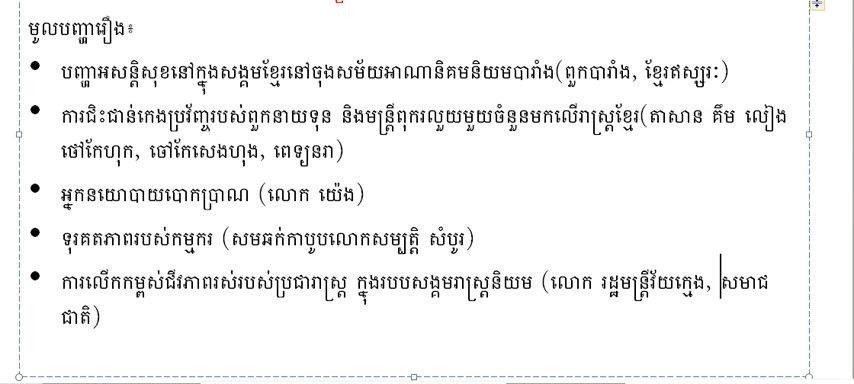 មូលបញ្ហារឿង៖
• បញ្ហាអសន្តិសុខនៅក្នុងសង្គមខ្មែរនៅចុងសម័យអាណានិគមនិយមបារាំង(ពួកបារាំង, ខ្មែរឥស្សរៈ)
• ការជិះជាន់កេងប្រវ័ញ្ចរបស់ពួកនាយទុន និងមន្ត្រីពុករលួយមួយចំនួនមកលើរាស្ត្រខ្មែរ(តាសាន គឹម លៀង
ថៅកែហុក, ចៅកែសេងហុង, ពេទ្យនរា)
• អ្នកនយោបាយបោកប្រាណ (លោក យ៉េង)
• ទុរគតភាពរបស់កម្មករ (សមឆក់កាបូបលោកសម្បត្តិ សំបូរ)
• ការលើកកម្ពស់ជីវភាពរស់របស់ប្រជារាស្ត្រ ក្នុងរបបសង្គមរាស្ត្រនិយម (លោក រដ្ឋមន្ត្រីវ័យក្មេង, សមាជ
ជាតិ)